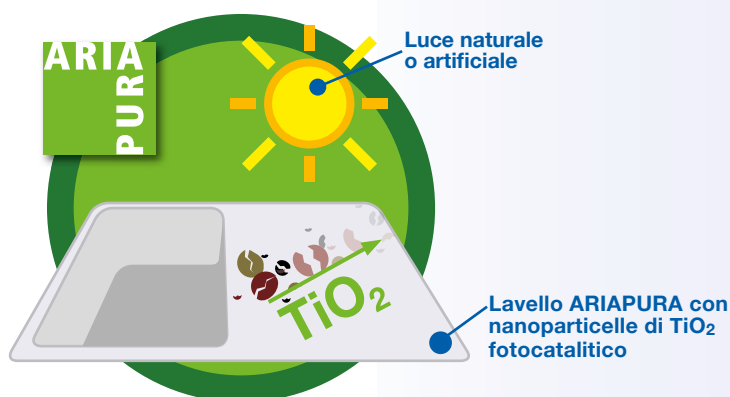 ARIA
PUR
Luce naturale
o artificiale
TiO₂
Lavello ARIAPURA con
nanoparticelle di TiO₂
fotocatalitico